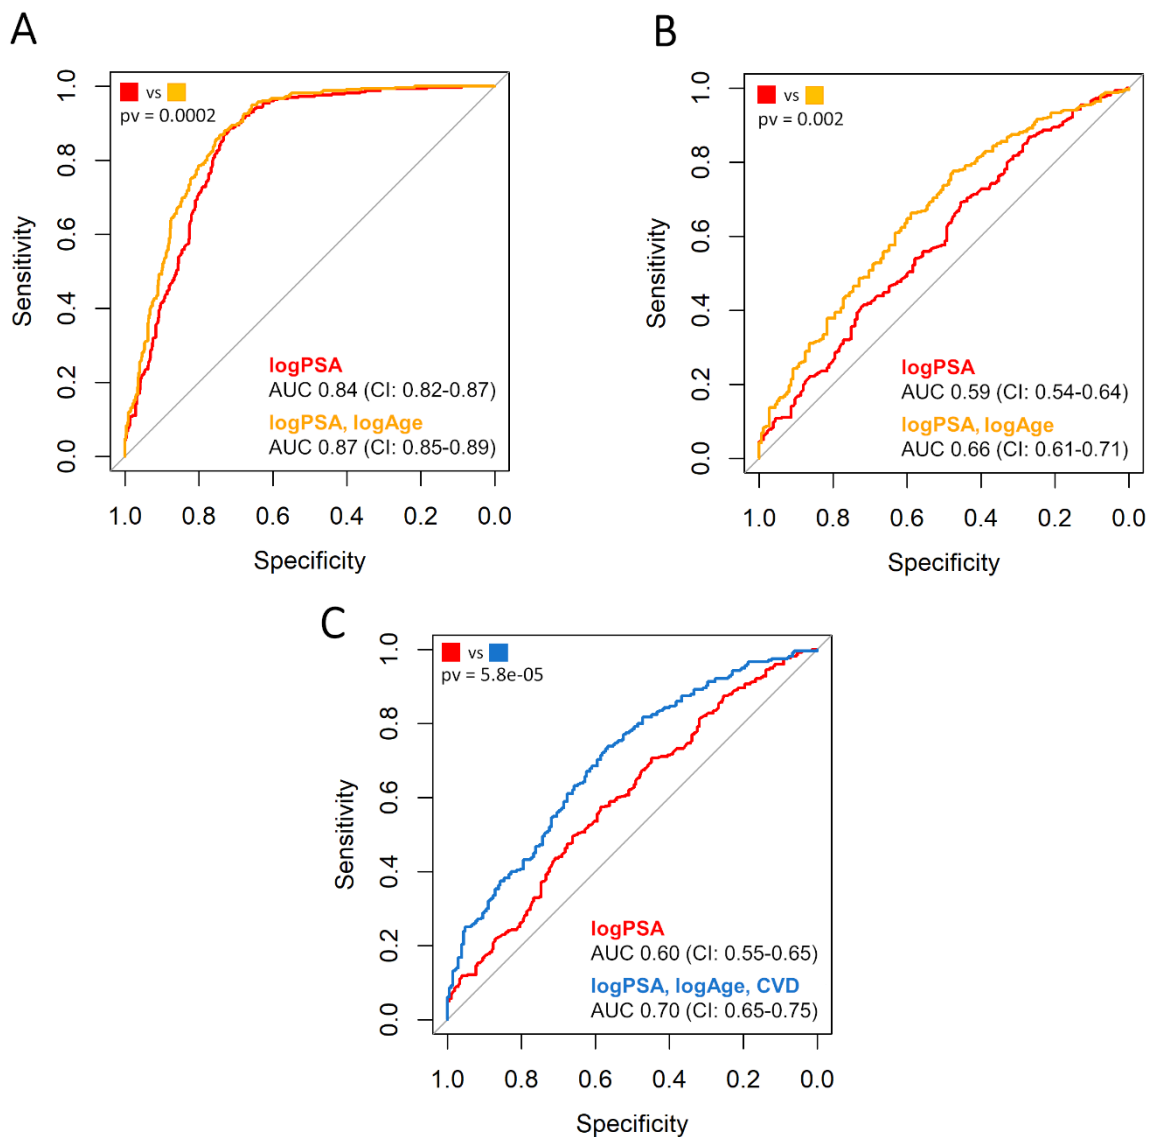 A
vs
pv = 0.0002
1.0
0.8
0.6
0.4
0.2
0.0
Sensitivity
logPSA
AUC 0.84 (CI: 0.82-0.87)
logPSA, logAge
AUC 0.87 (CI: 0.85-0.89)
1.0 0.8 0.6 0.4 0.2 0.0
Specificity
B
vs
pv = 0.002
1.0
0.8
0.6
0.4
0.2
0.0
Sensitivity
logPSA
AUC 0.59 (CI: 0.54-0.64)
logPSA, logAge
AUC 0.66 (CI: 0.61-0.71)
1.0 0.8 0.6 0.4 0.2 0.0
Specificity
C
vs
pv = 5.8e-05
1.0
0.8
0.6
0.4
0.2
0.0
Sensitivity
logPSA
AUC 0.60 (CI: 0.55-0.65)
logPSA, logAge, CVD
AUC 0.70 (CI: 0.65-0.75)
1.0 0.8 0.6 0.4 0.2 0.0
Specificity